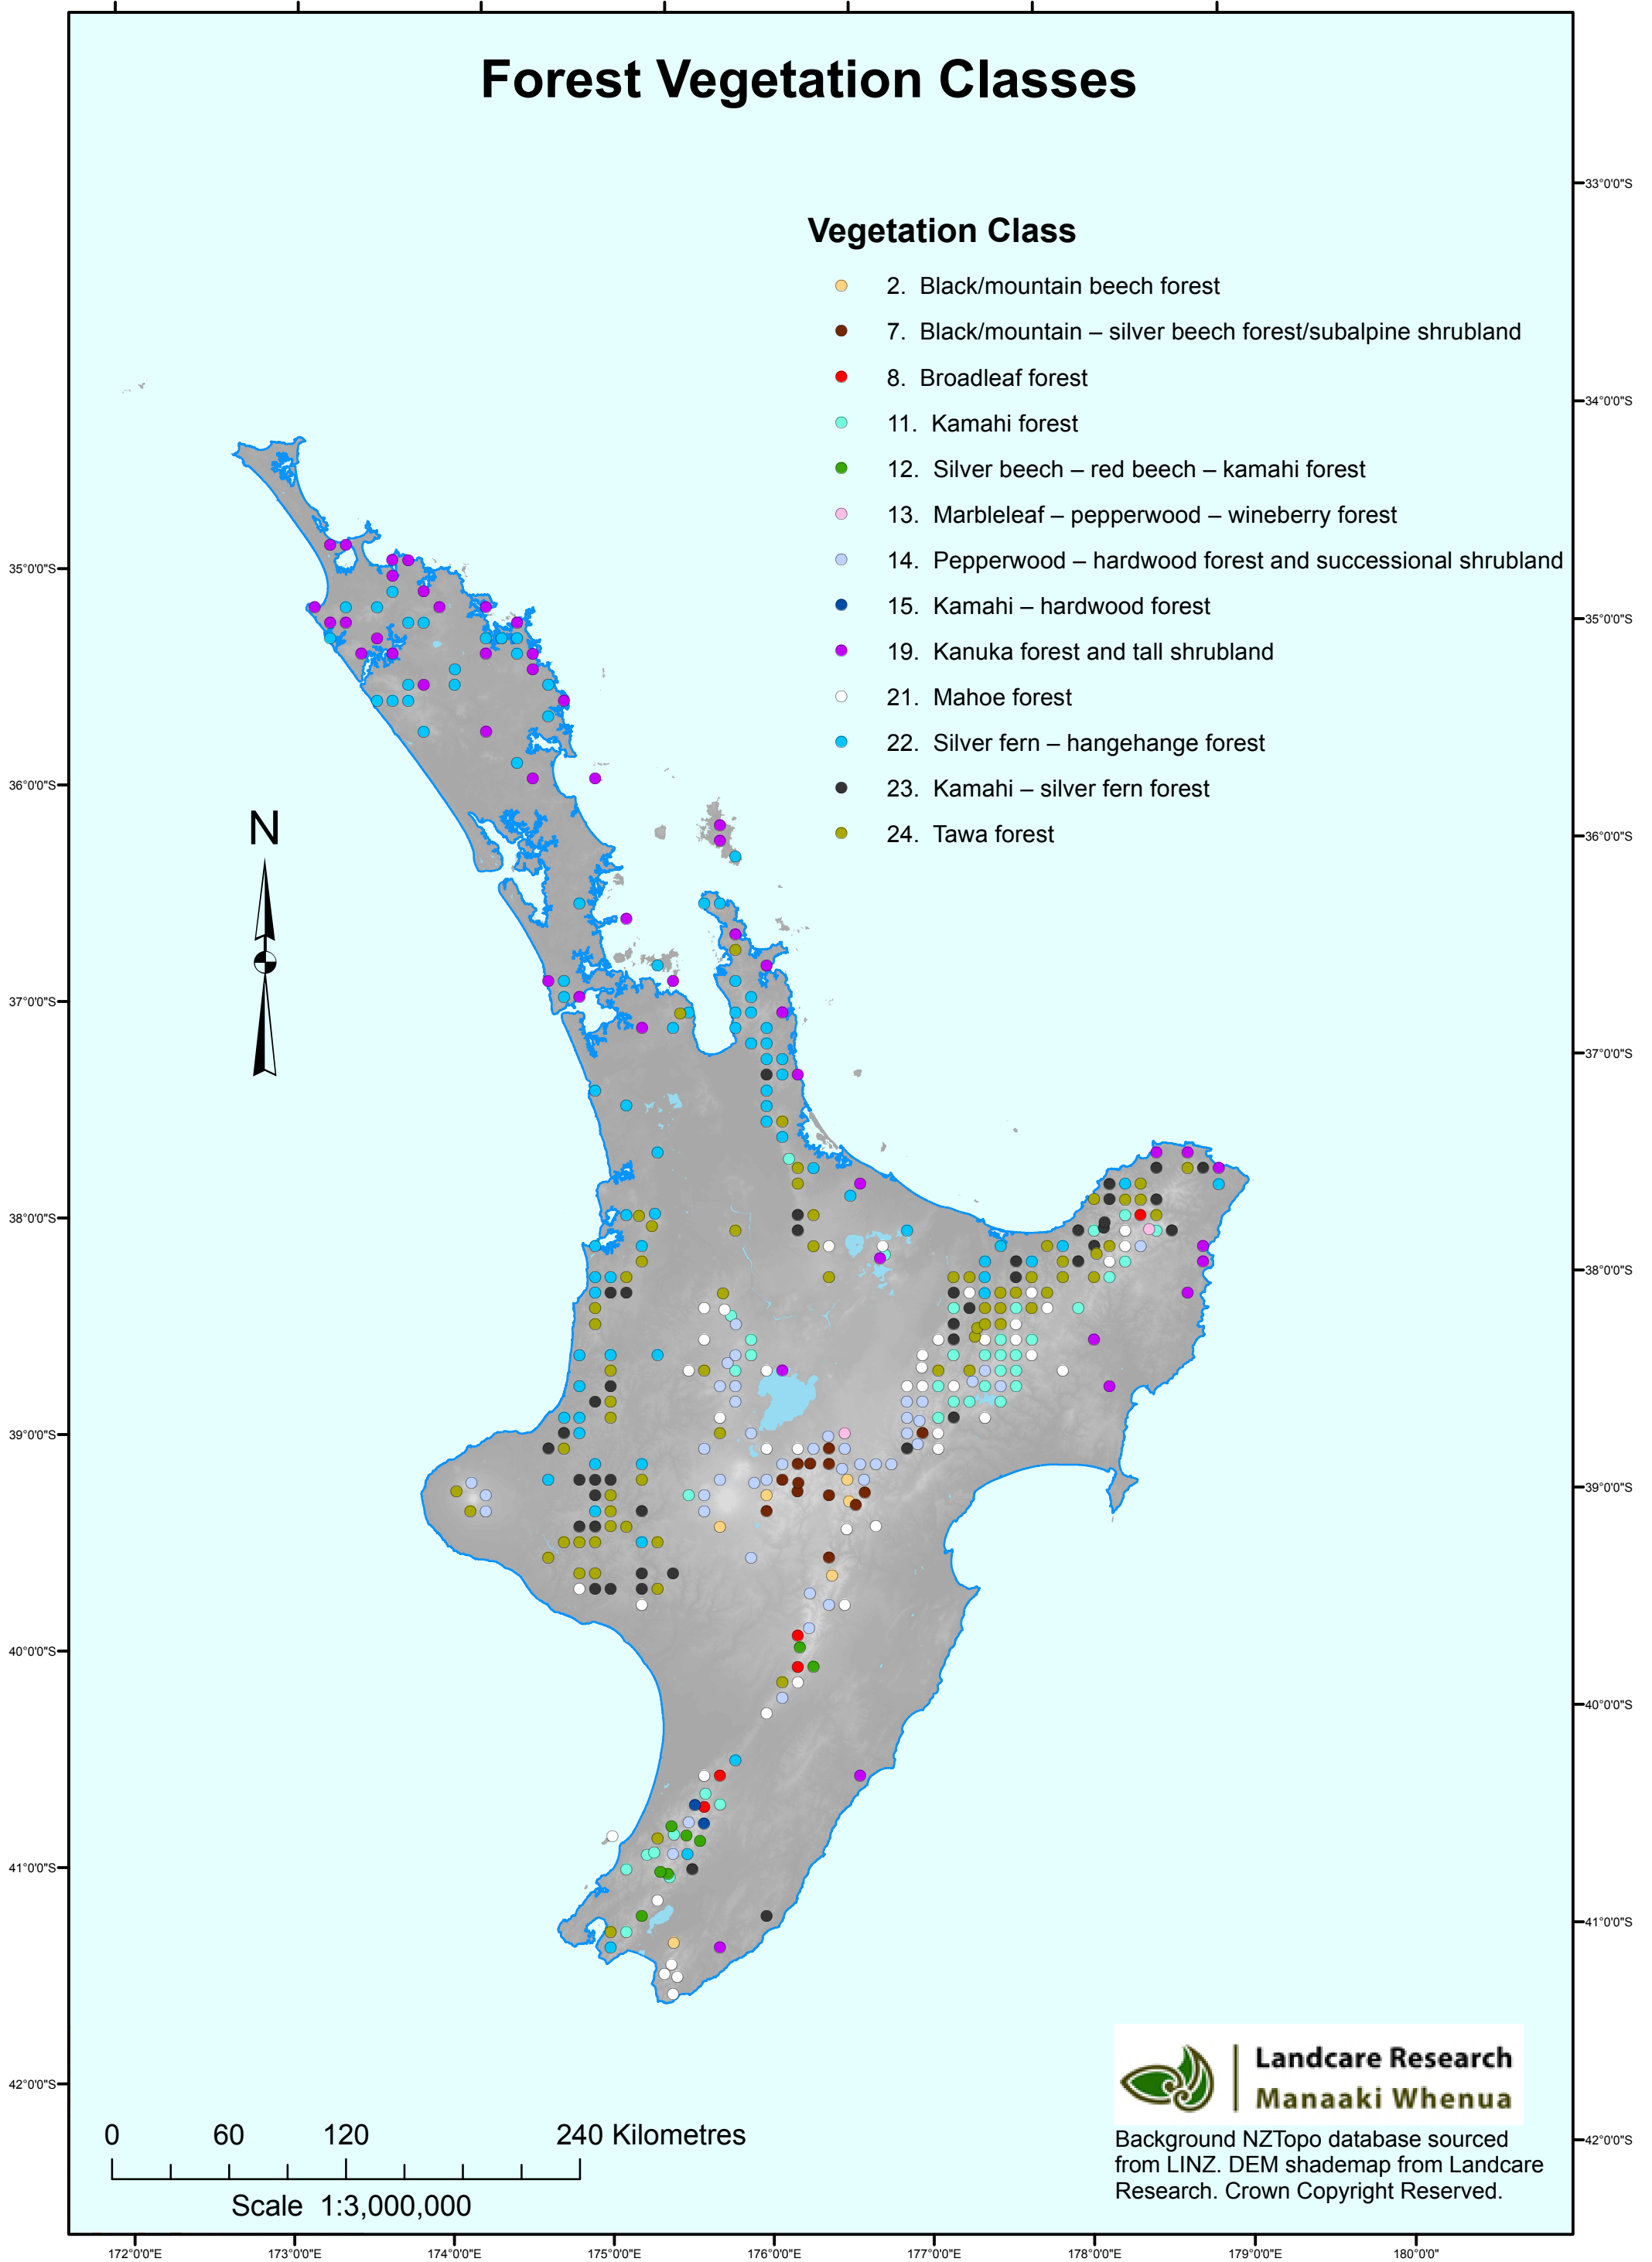 Forest Vegetation Classes
Vegetation Class
2. Black/mountain beech forest
7. Black/mountain – silver beech forest/subalpine shrubland
8. Broadleaf forest
11. Kamahi forest
12. Silver beech – red beech – kamahi forest
13. Marbleleaf – pepperwood – wineberry forest
14. Pepperwood – hardwood forest and successional shrubland
15. Kamahi – hardwood forest
19. Kanuka forest and tall shrubland
21. Mahoe forest
22. Silver fern – hangehange forest
23. Kamahi – silver fern forest
24. Tawa forest
N
33°0'0"S
34°0'0"S
35°0'0"S
36°0'0"S
37°0'0"S
38°0'0"S
39°0'0"S
40°0'0"S
41°0'0"S
42°0'0"S
35°0'0"S
36°0'0"S
37°0'0"S
38°0'0"S
39°0'0"S
40°0'0"S
41°0'0"S
42°0'0"S
0 60 120 240 Kilometres
Scale 1:3,000,000
Landcare Research
Manaaki Whenua
Background NZTopo database sourced
from LINZ. DEM shademap from Landcare
Research. Crown Copyright Reserved.
172°0'0"E 173°0'0"E 174°0'0"E 175°0'0"E 176°0'0"E 177°0'0"E 178°0'0"E 179°0'0"E 180°0'0"